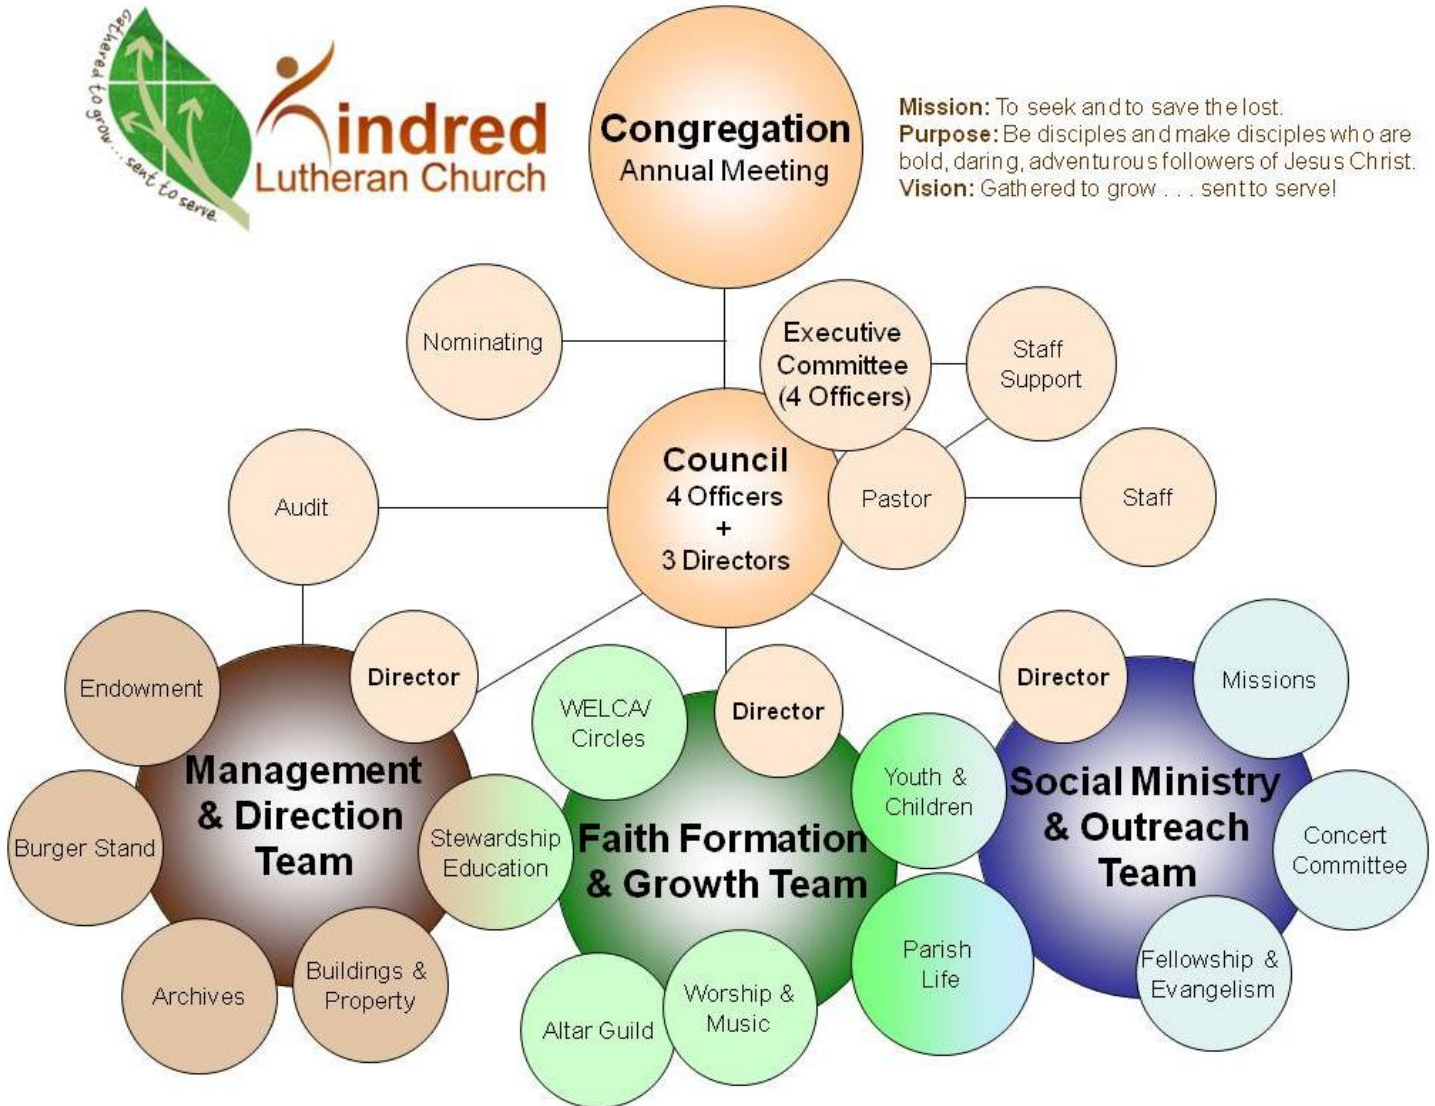 Gathered to grow... sent to serve.
Kindred
Lutheran Church
Congregation
Annual Meeting
Mission: To seek and to save the lost.
Purpose: Be disciples and make disciples who are
bold, daring, adventurous followers of Jesus Christ.
Vision: Gathered to grow . . . sent to serve!
Nominating
Executive
Committee
(4 Officers)
Staff
Support
Council
4 Officers
+
3 Directors
Pastor
Staff
Audit
Endowment
Director
Management
& Direction
Team
Burger Stand
Stewardship
Education
Archives
Buildings &
Property
WELCA/
Circles
Director
Faith Formation
& Growth Team
Youth &
Children
Altar Guild
Worship &
Music
Parish
Life
Director
Missions
Social Ministry
& Outreach
Team
Concert
Committee
Fellowship &
Evangelism